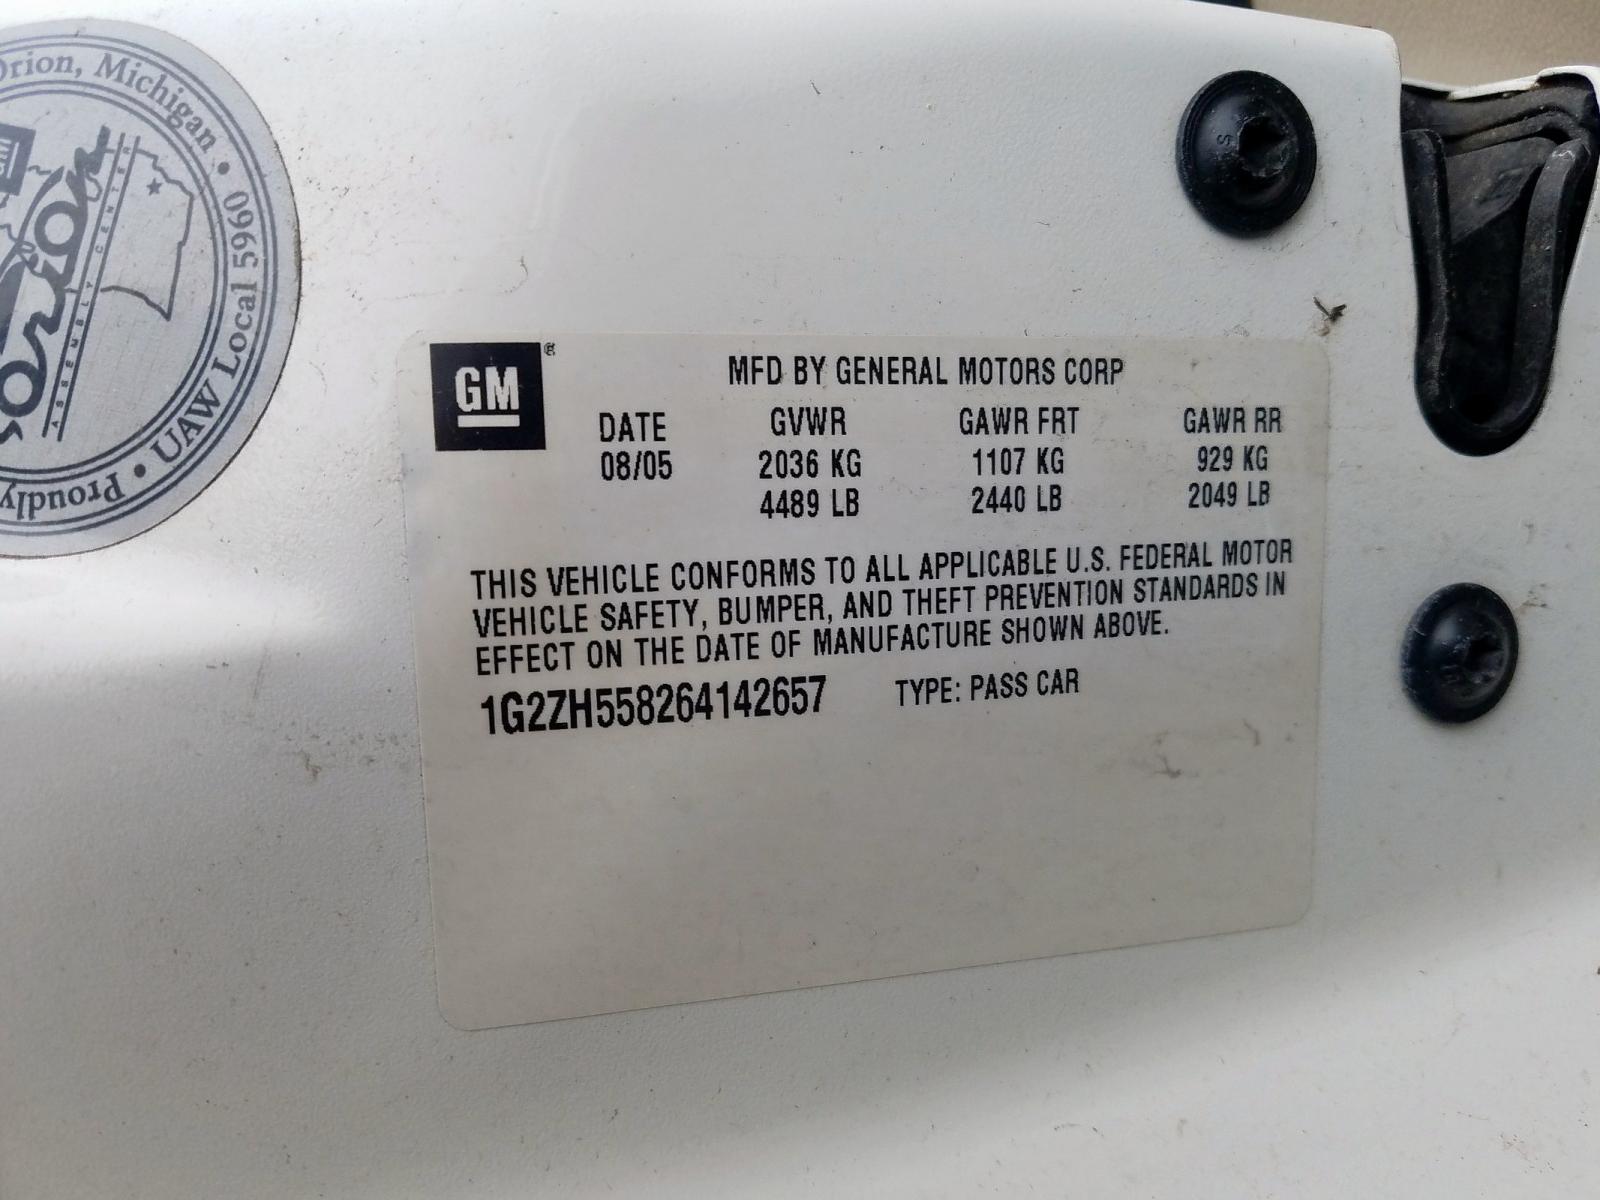 Orion, Michigan • UAW Local 5960 • Proudly
Orion
ASSEMBLY CENTER
GM
MFD BY GENERAL MOTORS CORP
DATE GVWR GAWR FRT GAWR RR
08/05 2036 KG 1107 KG 929 KG
4489 LB 2440 LB 2049 LB
THIS VEHICLE CONFORMS TO ALL APPLICABLE U.S. FEDERAL MOTOR
VEHICLE SAFETY, BUMPER, AND THEFT PREVENTION STANDARDS IN
EFFECT ON THE DATE OF MANUFACTURE SHOWN ABOVE.
1G2ZH558264142657 TYPE: PASS CAR